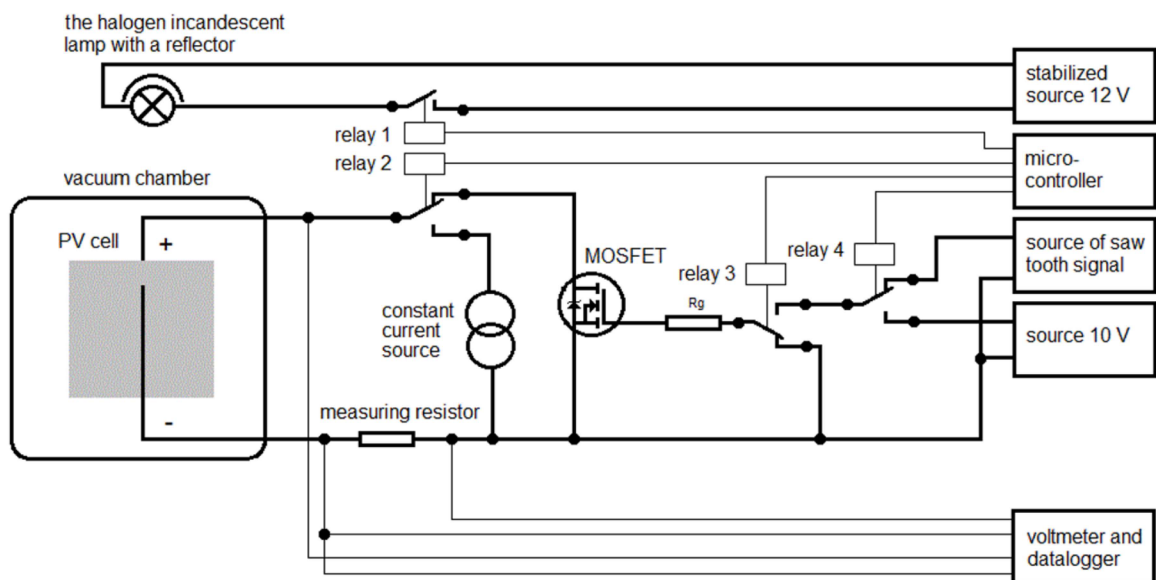 the halogen incandescent
lamp with a reflector
stabilized
source 12 V
relay 1
relay 2
micro-
controller
vacuum chamber
PV cell
+
-
MOSFET
relay 3
relay 4
source of saw
tooth signal
constant
current
source
Rg
source 10 V
measuring resistor
voltmeter and
datalogger